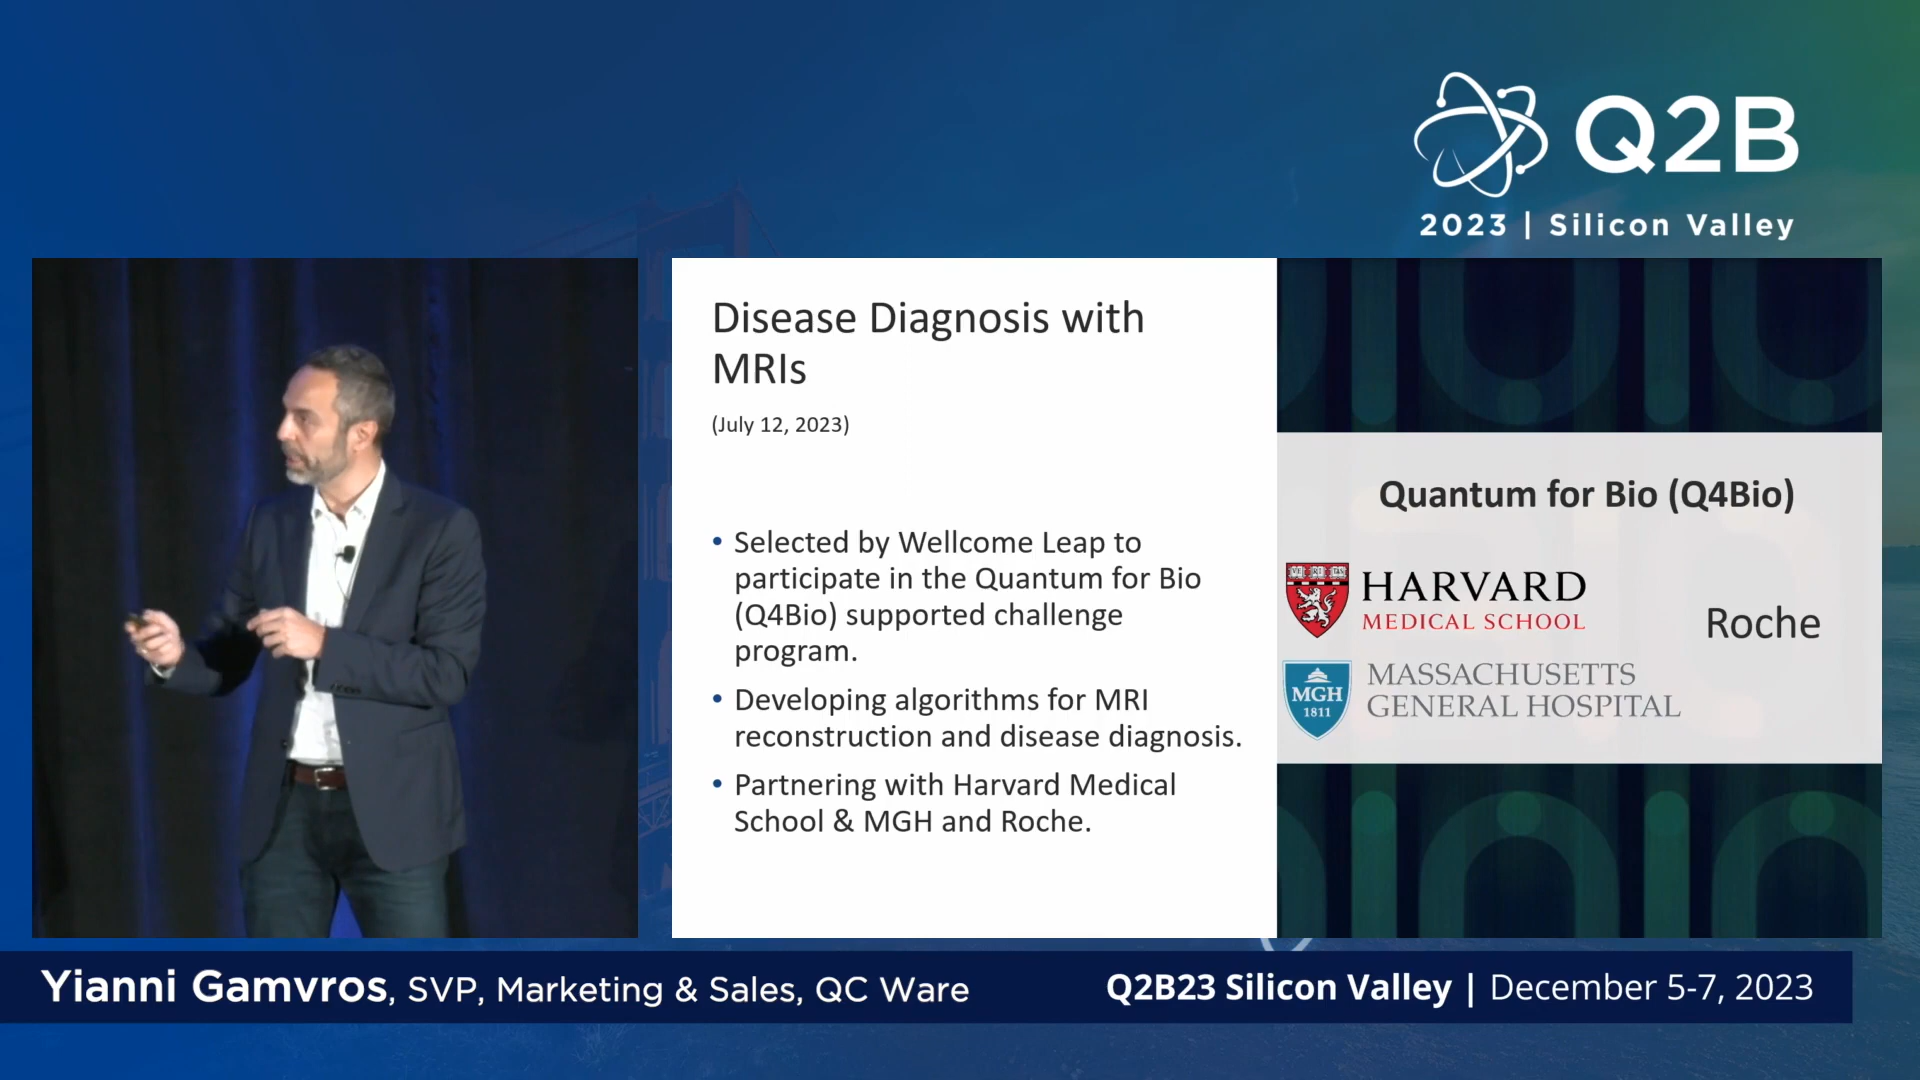 Q2B
2023 | Silicon Valley
Disease Diagnosis with
MRIs
(July 12, 2023)
• Selected by Wellcome Leap to
participate in the Quantum for Bio
(Q4Bio) supported challenge
program.
• Developing algorithms for MRI
reconstruction and disease diagnosis.
• Partnering with Harvard Medical
School & MGH and Roche.
Quantum for Bio (Q4Bio)
VE RI TAS
HARVARD
MEDICAL SCHOOL
Roche
MGH
1811
MASSACHUSETTS
GENERAL HOSPITAL
Yianni Gamvros, SVP, Marketing & Sales, QC Ware
Q2B23 Silicon Valley | December 5-7, 2023